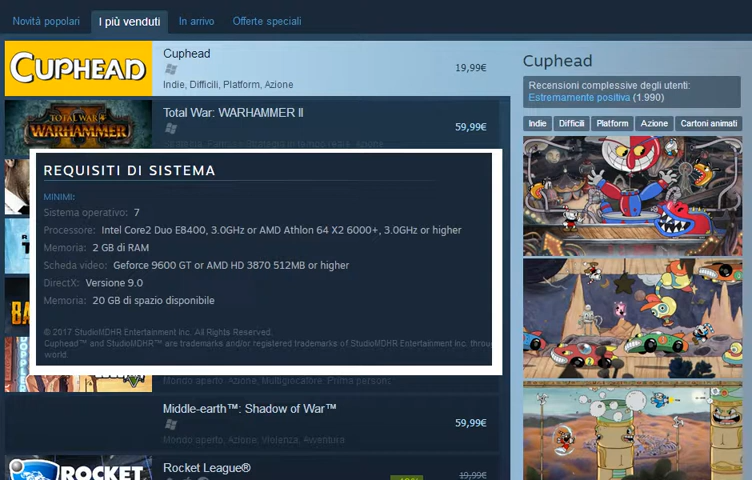 Novità popolari
I più venduti
In arrivo
Offerte speciali
CUPHEAD
Cuphead
19,99€
Indie, Difficili, Platform, Azione
TOTAL WAR:
WARHAMMER
Total War: WARHAMMER II
59,99€
REQUISITI DI SISTEMA
MINIMI:
Sistema operativo: 7
Processore: Intel Core2 Duo E8400, 3.0GHz or AMD Athlon 64 X2 6000+, 3.0GHz or higher
Memoria: 2 GB di RAM
Scheda video: Geforce 9600 GT or AMD HD 3870 512MB or higher
DirectX: Versione 9.0
Memoria: 20 GB di spazio disponibile
© 2017 StudioMDHR Entertainment Inc. All Rights Reserved.
Cuphead™ and StudioMDHR™ are trademarks and/or registered trademarks of StudioMDHR Entertainment Inc. throu
world.
Mondo aperto, Azione, Multigiocatore, Prima persona
Middle-earth™: Shadow of War™
59,99€
Mondo aperto, Azione, Violenza, Avventura
ROCKET
Rocket League®
19,99€
Cuphead
Recensioni complessive degli utenti:
Estremamente positiva (1.990)
Indie
Difficili
Platform
Azione
Cartoni animati